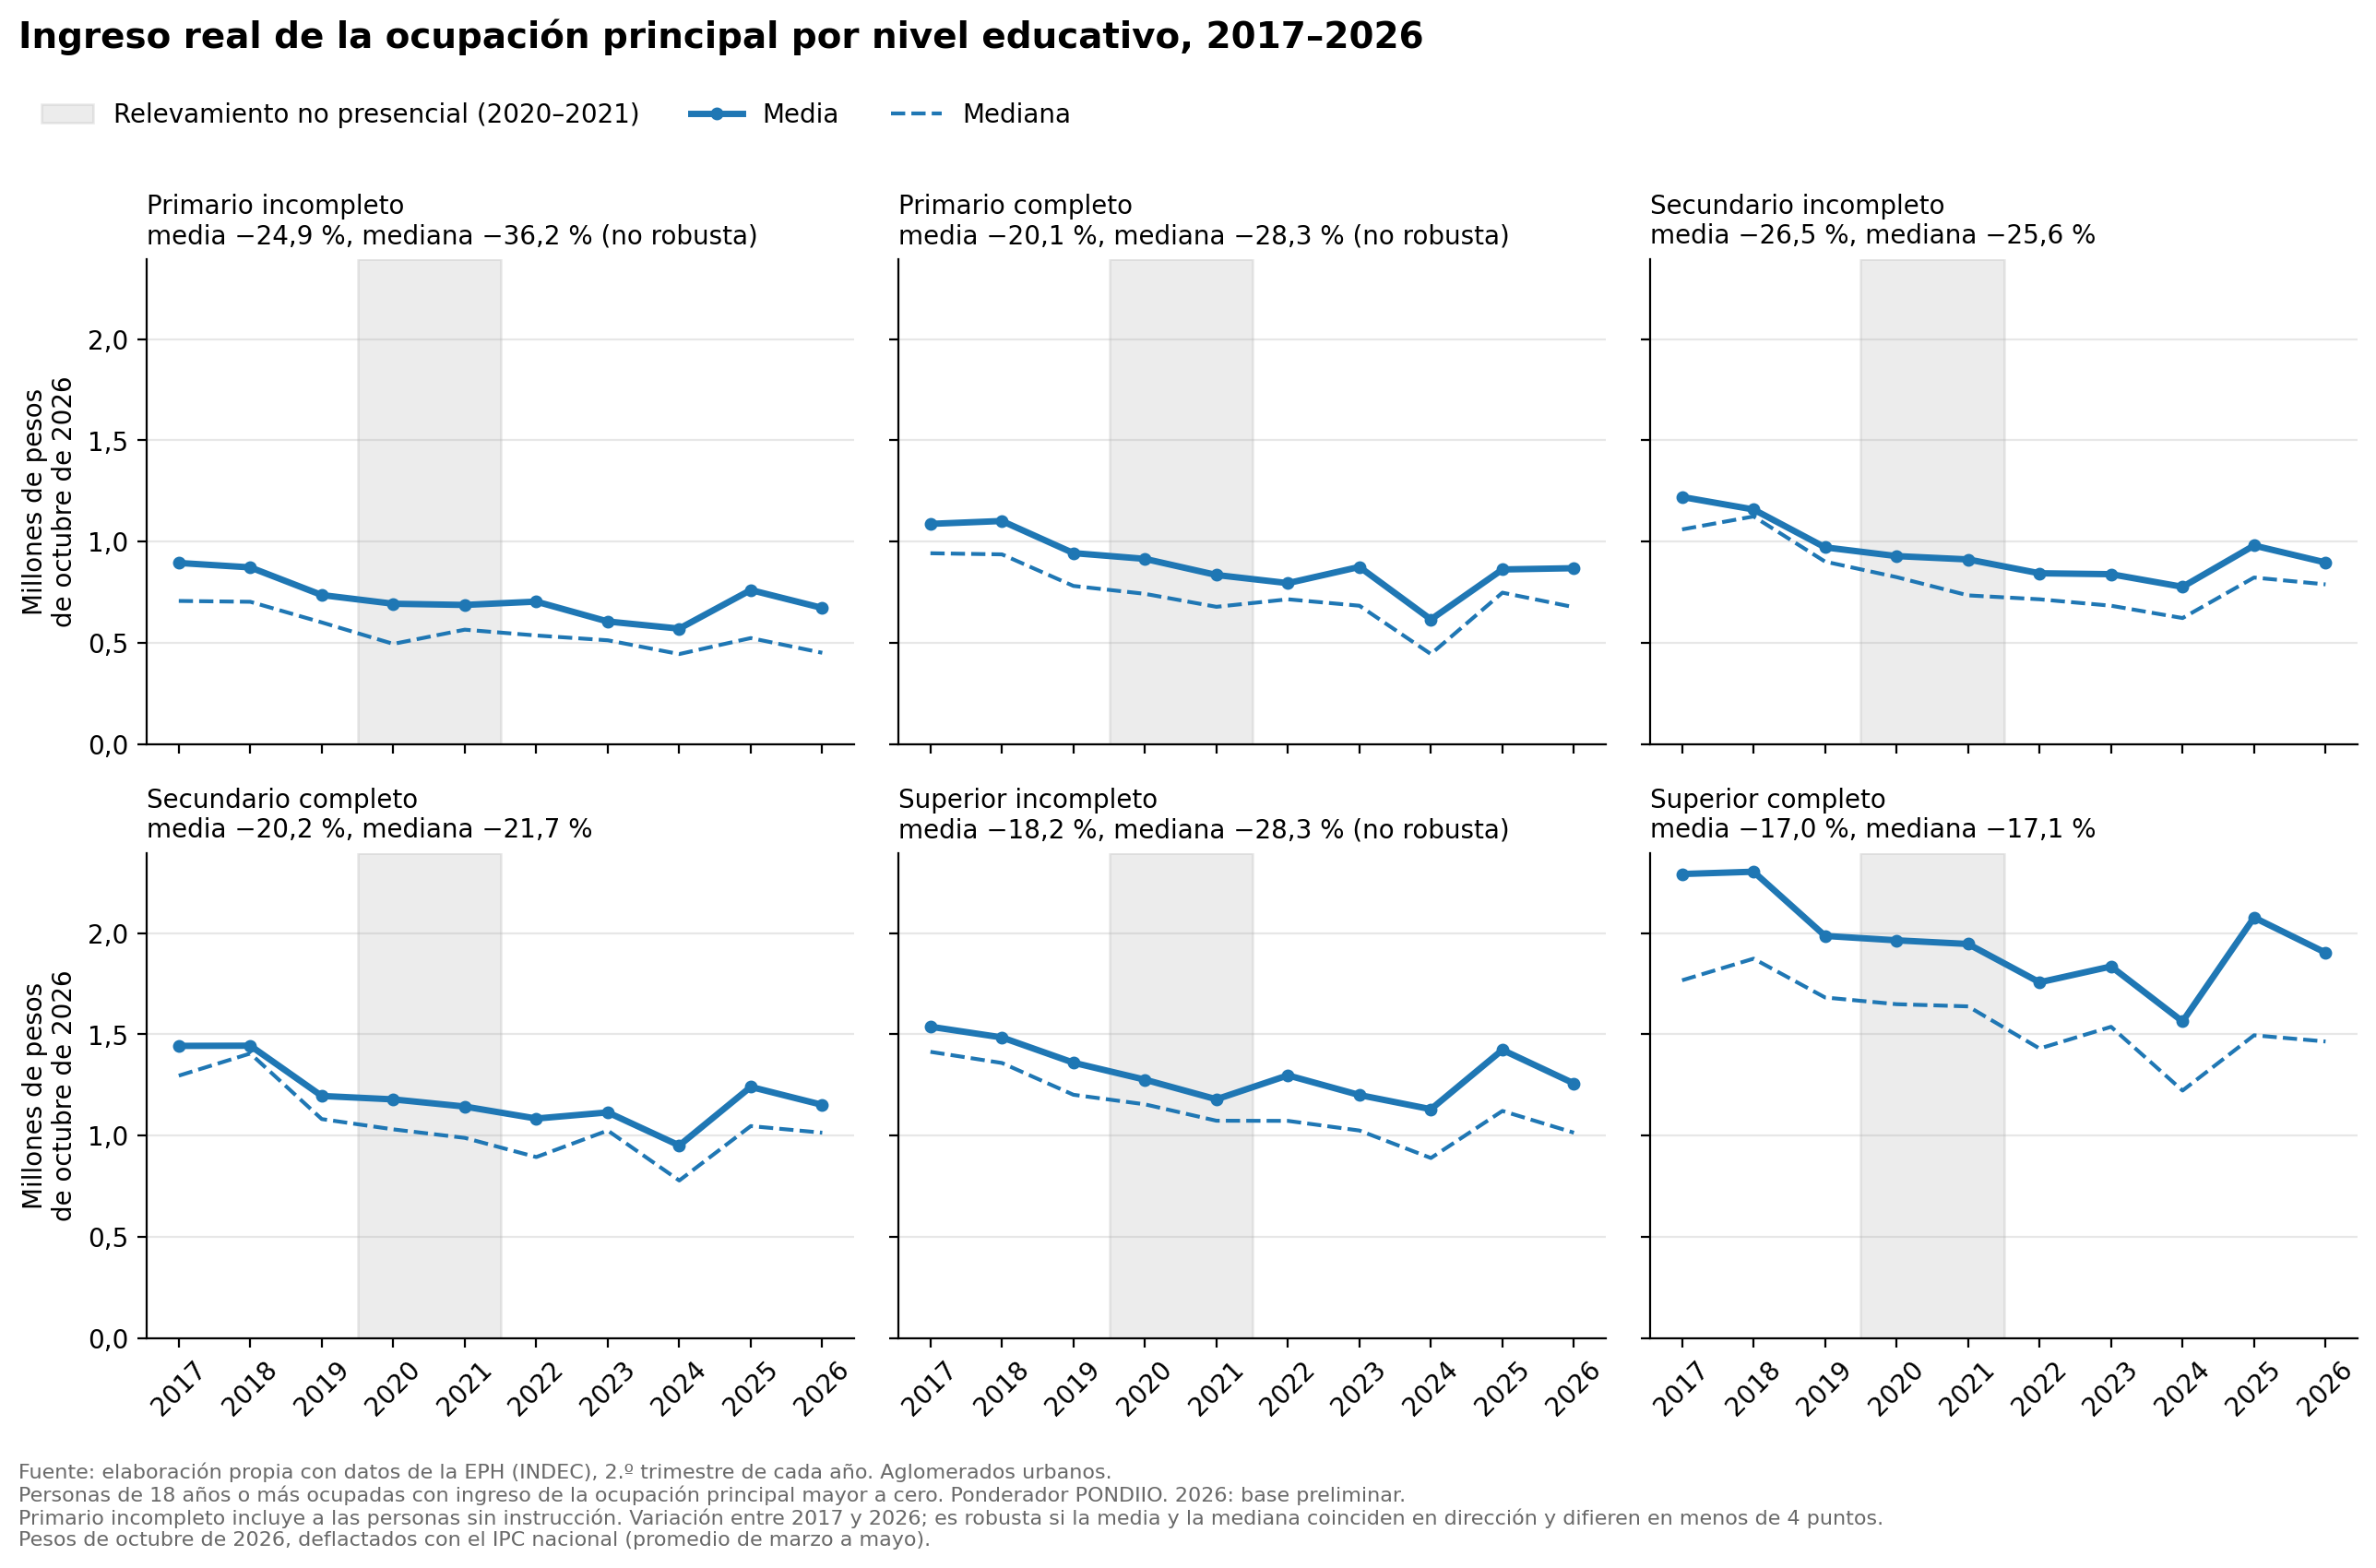 Ingreso real de la ocupación principal por nivel educativo, 2017–2026
Relevamiento no presencial (2020–2021)
Media
Mediana
Primario incompleto
media −24,9 %, mediana −36,2 % (no robusta)
Primario completo
media −20,1 %, mediana −28,3 % (no robusta)
Secundario incompleto
media −26,5 %, mediana −25,6 %
Millones de pesos
de octubre de 2026
2,0
1,5
1,0
0,5
0,0
Secundario completo
media −20,2 %, mediana −21,7 %
Superior incompleto
media −18,2 %, mediana −28,3 % (no robusta)
Superior completo
media −17,0 %, mediana −17,1 %
Millones de pesos
de octubre de 2026
2,0
1,5
1,0
0,5
0,0
2017 2018 2019 2020 2021 2022 2023 2024 2025 2026
2017 2018 2019 2020 2021 2022 2023 2024 2025 2026
2017 2018 2019 2020 2021 2022 2023 2024 2025 2026
Fuente: elaboración propia con datos de la EPH (INDEC), 2.º trimestre de cada año. Aglomerados urbanos.
Personas de 18 años o más ocupadas con ingreso de la ocupación principal mayor a cero. Ponderador PONDIIO. 2026: base preliminar.
Primario incompleto incluye a las personas sin instrucción. Variación entre 2017 y 2026; es robusta si la media y la mediana coinciden en dirección y difieren en menos de 4 puntos.
Pesos de octubre de 2026, deflactados con el IPC nacional (promedio de marzo a mayo).